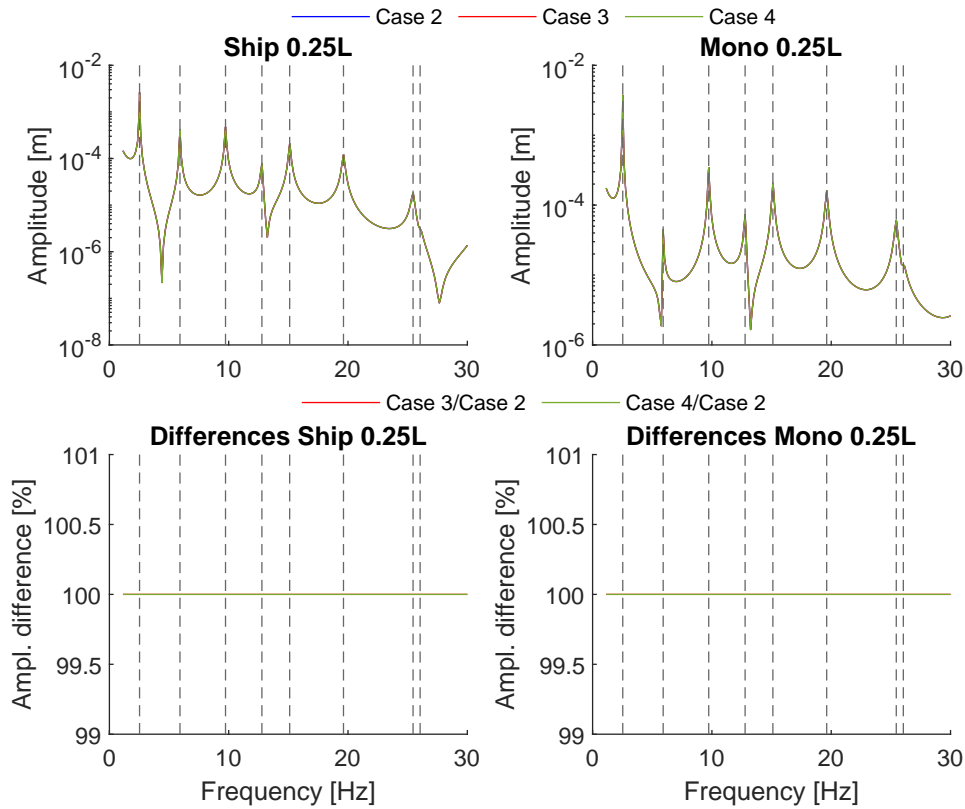 Case 2 Case 3 Case 4
Ship 0.25L
Mono 0.25L
Amplitude [m]
10^-2
10^-4
10^-6
10^-8
0 10 20 30
Amplitude [m]
10^-2
10^-4
10^-6
0 10 20 30
Case 3/Case 2 Case 4/Case 2
Differences Ship 0.25L
Differences Mono 0.25L
Ampl. difference [%]
101
100.5
100
99.5
99
0 10 20 30
Frequency [Hz]
Ampl. difference [%]
101
100.5
100
99.5
99
0 10 20 30
Frequency [Hz]